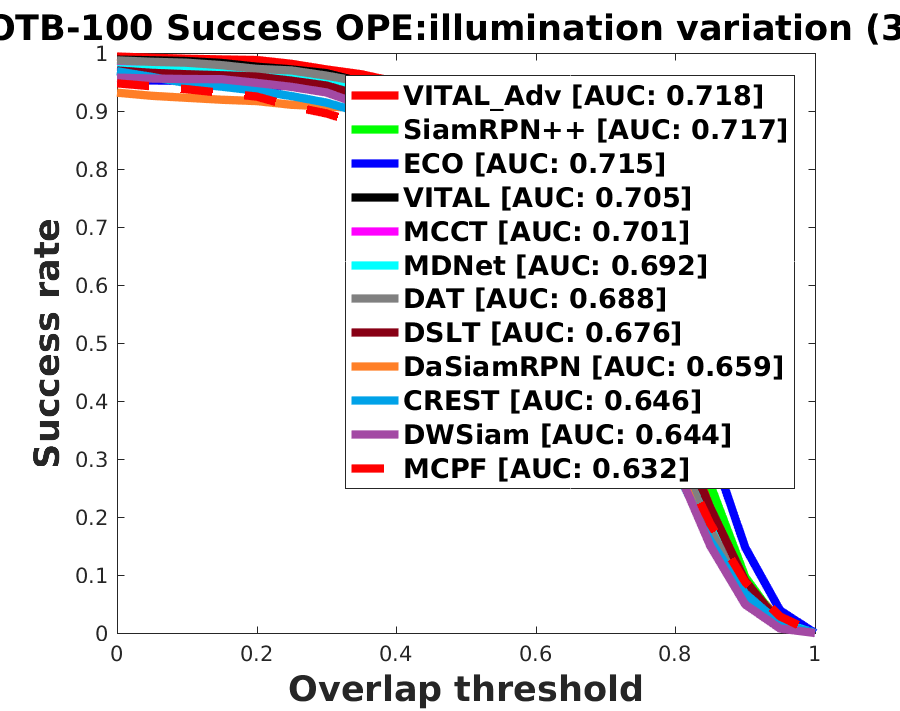 OTB-100 Success OPE:illumination variation (3
Success rate
1
0.9
0.8
0.7
0.6
0.5
0.4
0.3
0.2
0.1
0
VITAL_Adv [AUC: 0.718]
SiamRPN++ [AUC: 0.717]
ECO [AUC: 0.715]
VITAL [AUC: 0.705]
MCCT [AUC: 0.701]
MDNet [AUC: 0.692]
DAT [AUC: 0.688]
DSLT [AUC: 0.676]
DaSiamRPN [AUC: 0.659]
CREST [AUC: 0.646]
DWSiam [AUC: 0.644]
MCPF [AUC: 0.632]
0 0.2 0.4 0.6 0.8 1
Overlap threshold